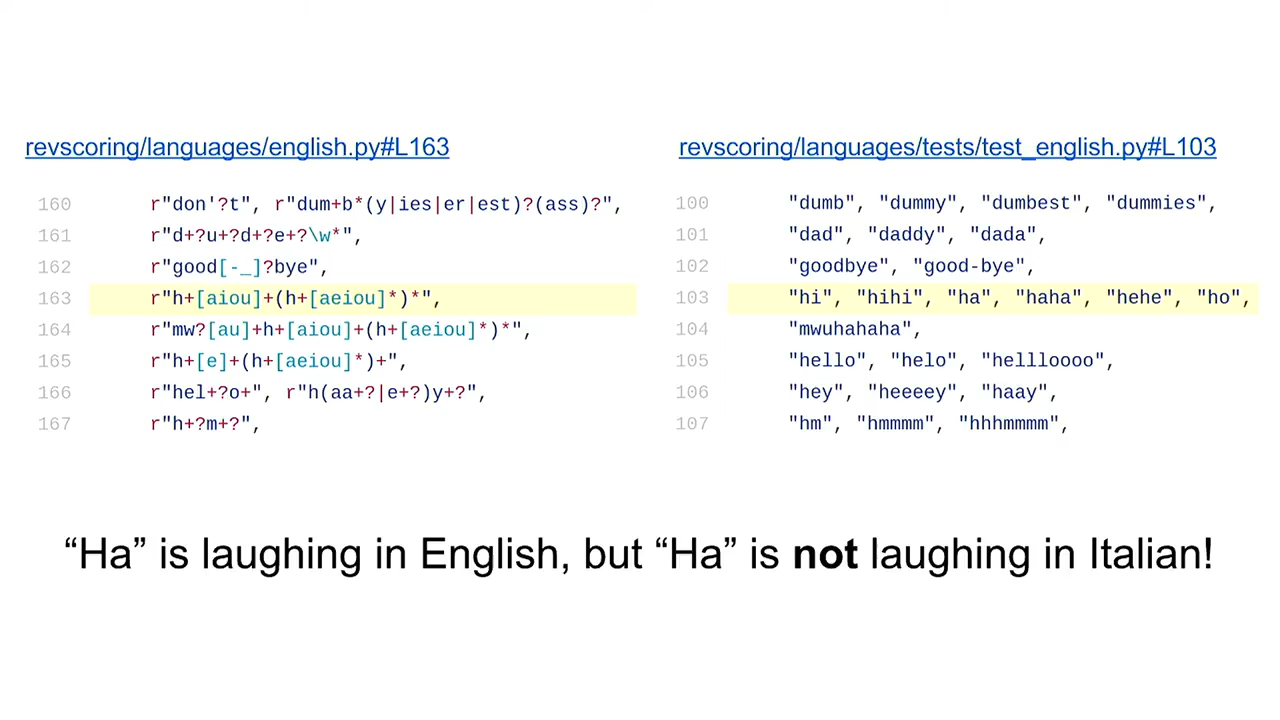 revscoring/languages/english.py#L163
160 r"don'?t", r"dum+b*(y|ies|er|est)?(ass)?",
161 r"d+?u+?d+?e+?\w*",
162 r"good[-_]?bye",
163 r"h+[aiou]+(h+[aeiou]*)*",
164 r"mw?[au]+h+[aiou]+(h+[aeiou]*)*",
165 r"h+[e]+(h+[aeiou]*)+",
166 r"hel+?o+", r"h(aa+?|e+?)y+?",
167 r"h+?m+?",
revscoring/languages/tests/test_english.py#L103
100 "dumb", "dummy", "dumbest", "dummies",
101 "dad", "daddy", "dada",
102 "goodbye", "good-bye",
103 "hi", "hihi", "ha", "haha", "hehe", "ho",
104 "mwuhahaha",
105 "hello", "helo", "hellloooo",
106 "hey", "heeeey", "haay",
107 "hm", "hmmmm", "hhhmmmm",
“Ha” is laughing in English, but “Ha” is not laughing in Italian!